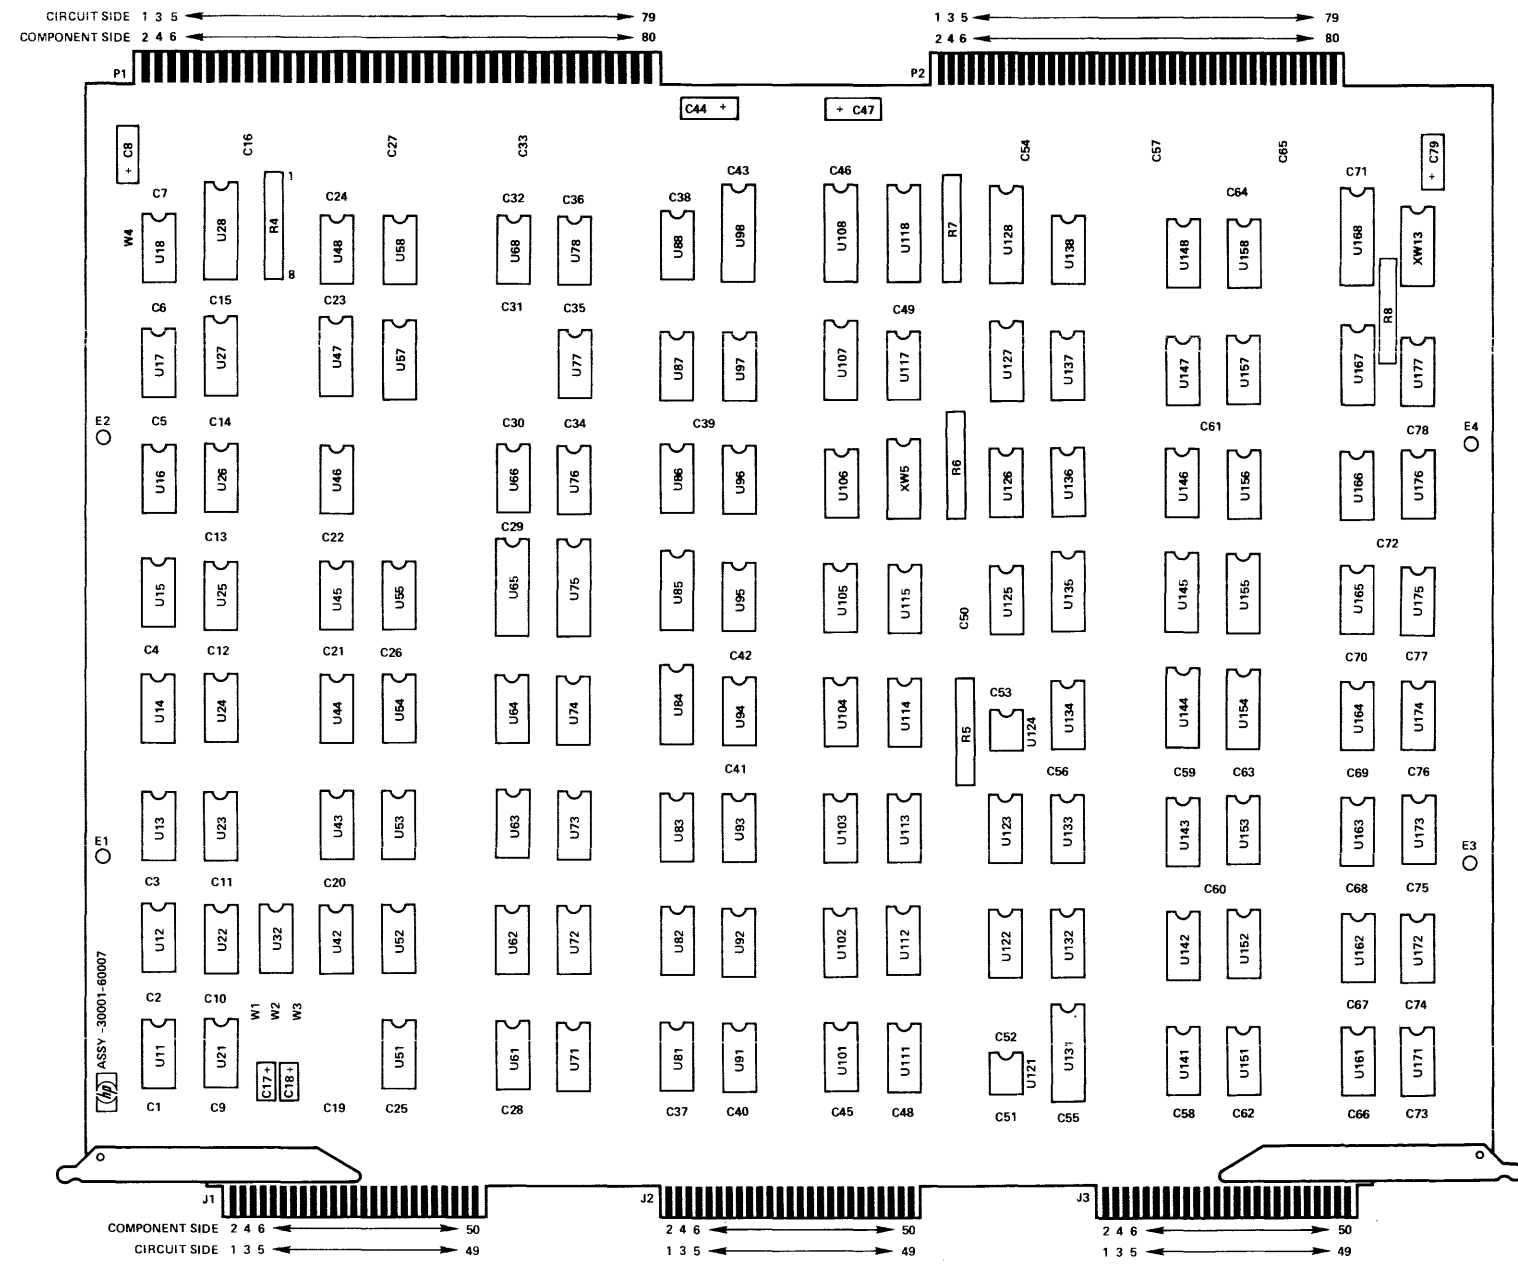 CIRCUIT SIDE 1 3 5 79 1 3 5 79
COMPONENT SIDE 2 4 6 80 2 4 6 80
P1 P2
C44 + + C47
C8 + C16 C27 C33 C54 C57 C65 C79 +
C7 1 C24 C32 C36 C38 C43 C46 C64 C71
W4 U18 U28 R4 U48 U58 U68 U78 U88 U98 U108 U118 R7 U128 U138 U148 U158 U168 XW13
8
C6 C15 C23 C31 C35 C49 R8
U17 U27 U47 U57 U77 U87 U97 U107 U117 U127 U137 U147 U157 U167 U177
E2 C5 C14 C30 C34 C39 C61 C78 E4
U16 U26 U46 U66 U76 U86 U96 U106 XW5 R6 U126 U136 U146 U156 U166 U176
C29
C13 C22 C72
U15 U25 U45 U55 U65 U75 U85 U95 U105 U115 C50 U125 U135 U145 U155 U165 U175
C4 C12 C21 C26 C42 C70 C77
C53
U14 U24 U44 U54 U64 U74 U84 U94 U104 U114 R5 U124 U134 U144 U154 U164 U174
C41 C56 C59 C63 C69 C76
U13 U23 U43 U53 U63 U73 U83 U93 U103 U113 U123 U133 U143 U153 U163 U173
E1 E3
C3 C11 C20 C60 C68 C75
U12 U22 U32 U42 U52 U62 U72 U82 U92 U102 U112 U122 U132 U142 U152 U162 U172
ASSY -30001-60007
C2 C10 W1 W2 W3 C67 C74
C52
U11 U21 U51 U61 U71 U81 U91 U101 U111 U121 U131 U141 U151 U161 U171
hp C17 + C18 +
C1 C9 C19 C25 C28 C37 C40 C45 C48 C51 C55 C58 C62 C66 C73
J1 J2 J3
COMPONENT SIDE 2 4 6 50 2 4 6 50 2 4 6 50
CIRCUIT SIDE 1 3 5 49 1 3 5 49 1 3 5 49